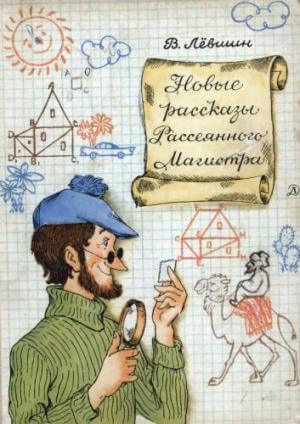 В. Лёвшин
Новые
рассказы
Рассеянного
Магистра